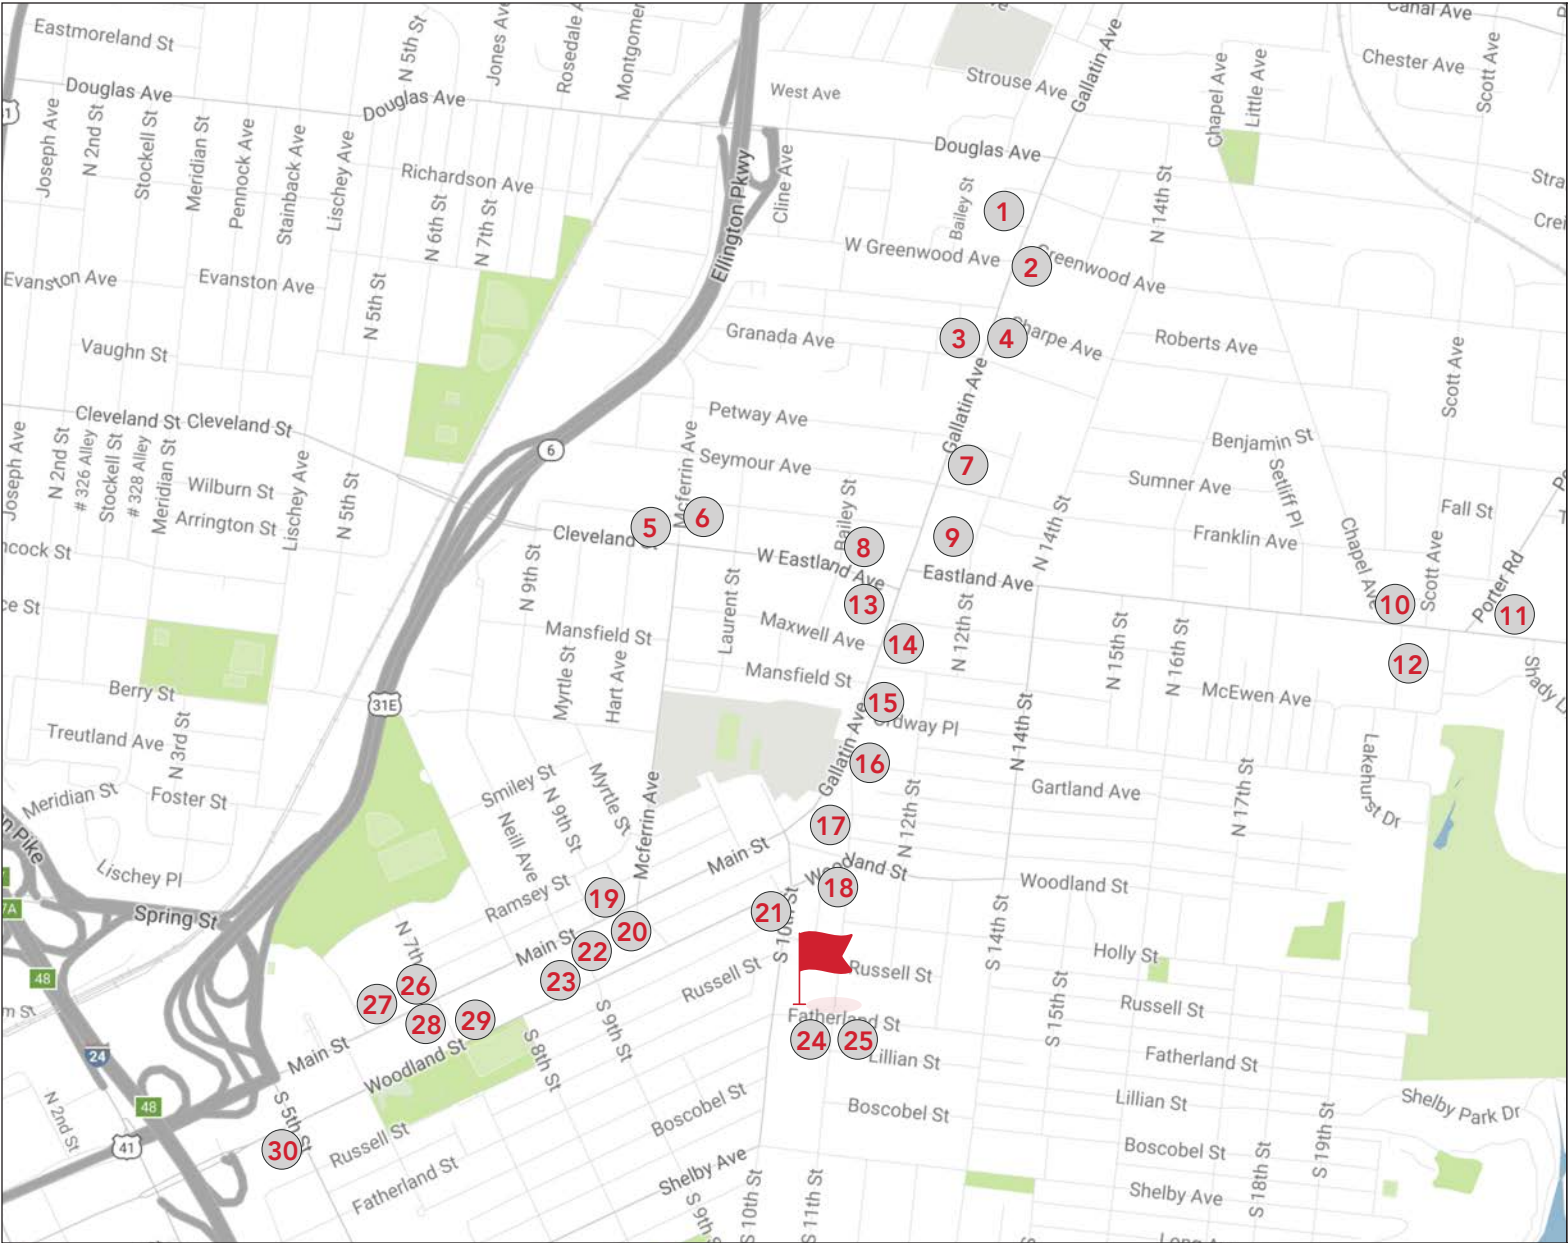 Eastmoreland St
N 5th St
Jones Ave
Montgomer
Canal Ave
Chester Ave
Scott Ave
Gallatin Ave
Strouse Ave
West Ave
Chapel Ave
Little Ave
Douglas Ave
Douglas Ave
Douglas Ave
Joseph Ave
N 2nd St
Stockell St
Meridian St
Pennock Ave
Stainback Ave
Lischey Ave
Richardson Ave
N 6th St
N 7th St
Ellington Pkwy
Cline Ave
Bailey St
1
N 14th St
W Greenwood Ave
2
Greenwood Ave
Evanston Ave
Evanston Ave
N 5th St
Granada Ave
3
4
Sharpe Ave
Roberts Ave
Vaughn St
Scott Ave
Gallatin Ave
Cleveland St
Cleveland St
Petway Ave
Benjamin St
6
Joseph Ave
N 2nd St
# 326 Alley
Stockell St
# 328 Alley
Meridian St
Wilburn St
Arrington St
Lischey Ave
N 5th St
Mcferrin Ave
Seymour Ave
7
Sumner Ave
Setliff Pl
Fall St
5
6
Bailey St
8
9
N 14th St
Franklin Ave
Chapel Ave
Scott Ave
Porter Rd
ncock St
Cleveland St
W Eastland Ave
Eastland Ave
10
11
N 9th St
Laurent St
13
ce St
Mansfield St
Maxwell Ave
14
N 12th St
N 15th St
N 16th St
12
Myrtle St
Hart Ave
Mansfield St
15
Ordway Pl
McEwen Ave
Berry St
31E
Treutland Ave
N 3rd St
Gallatin Ave
16
N 14th St
Lakehurst Dr
Meridian St
Foster St
Smiley St
Myrtle St
N 9th St
Neill Ave
Mcferrin Ave
Gartland Ave
N 17th St
N 12th St
17
Main St
Woodland St
18
Woodland St
Lischey Pl
Spring St
Ramsey St
19
20
21
S 10th St
S 14th St
N 7th
Main St
22
23
Russell St
Russell St
Holly St
48
26
27
28
29
S 9th St
S 15th St
Russell St
Fatherland St
24
25
Lillian St
Fatherland St
24
Main St
Woodland St
S 8th St
48
41
N 2nd St
S 5th St
30
Russell St
Fatherland St
Boscobel St
Boscobel St
Lillian St
Shelby Park Dr
Boscobel St
S 19th St
S 18th St
Shelby Ave
Shelby Ave
S 10th St
S 11th St